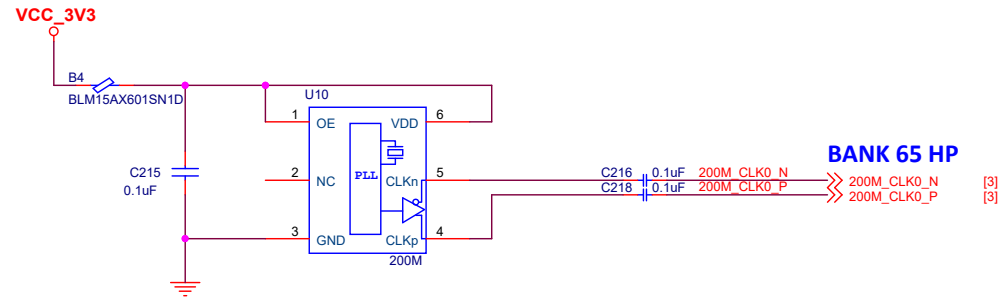 VCC_3V3
B4
BLM15AX601SN1D
U10
1 OE VDD 6
C215
0.1uF
2 NC PLL CLKn 5
C216 0.1uF 200M_CLK0_N
C218 0.1uF 200M_CLK0_P
BANK 65 HP
200M_CLK0_N [3]
200M_CLK0_P [3]
3 GND CLKp 4
200M